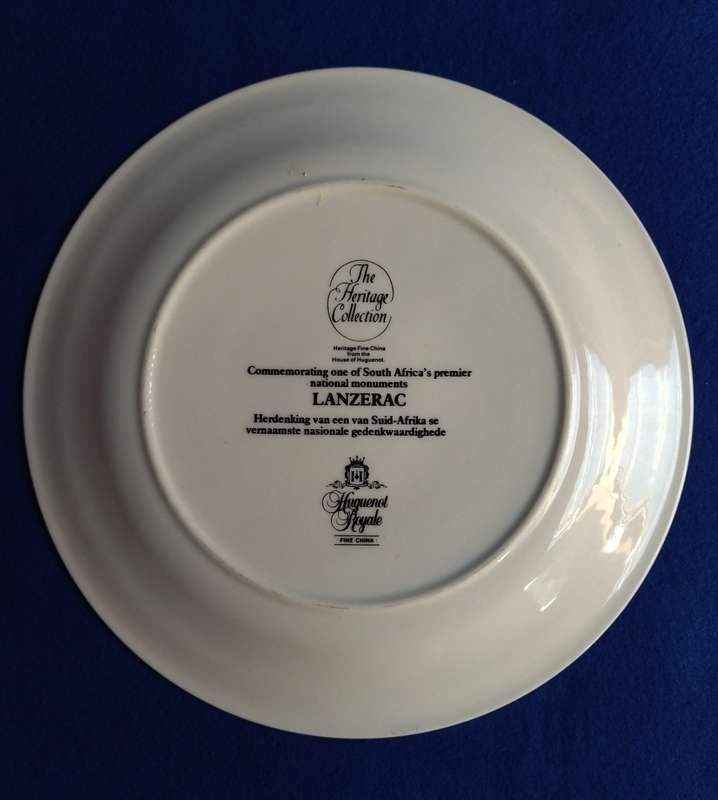 The
Heritage
Collection
Heritage Fine China
from the
House of Huguenot.
Commemorating one of South Africa's premier
national monuments
LANZERAC
Herdenking van een van Suid-Afrika se
vernaamste nasionale gedenkwaardighede
H
Huguenot
Royale
FINE CHINA